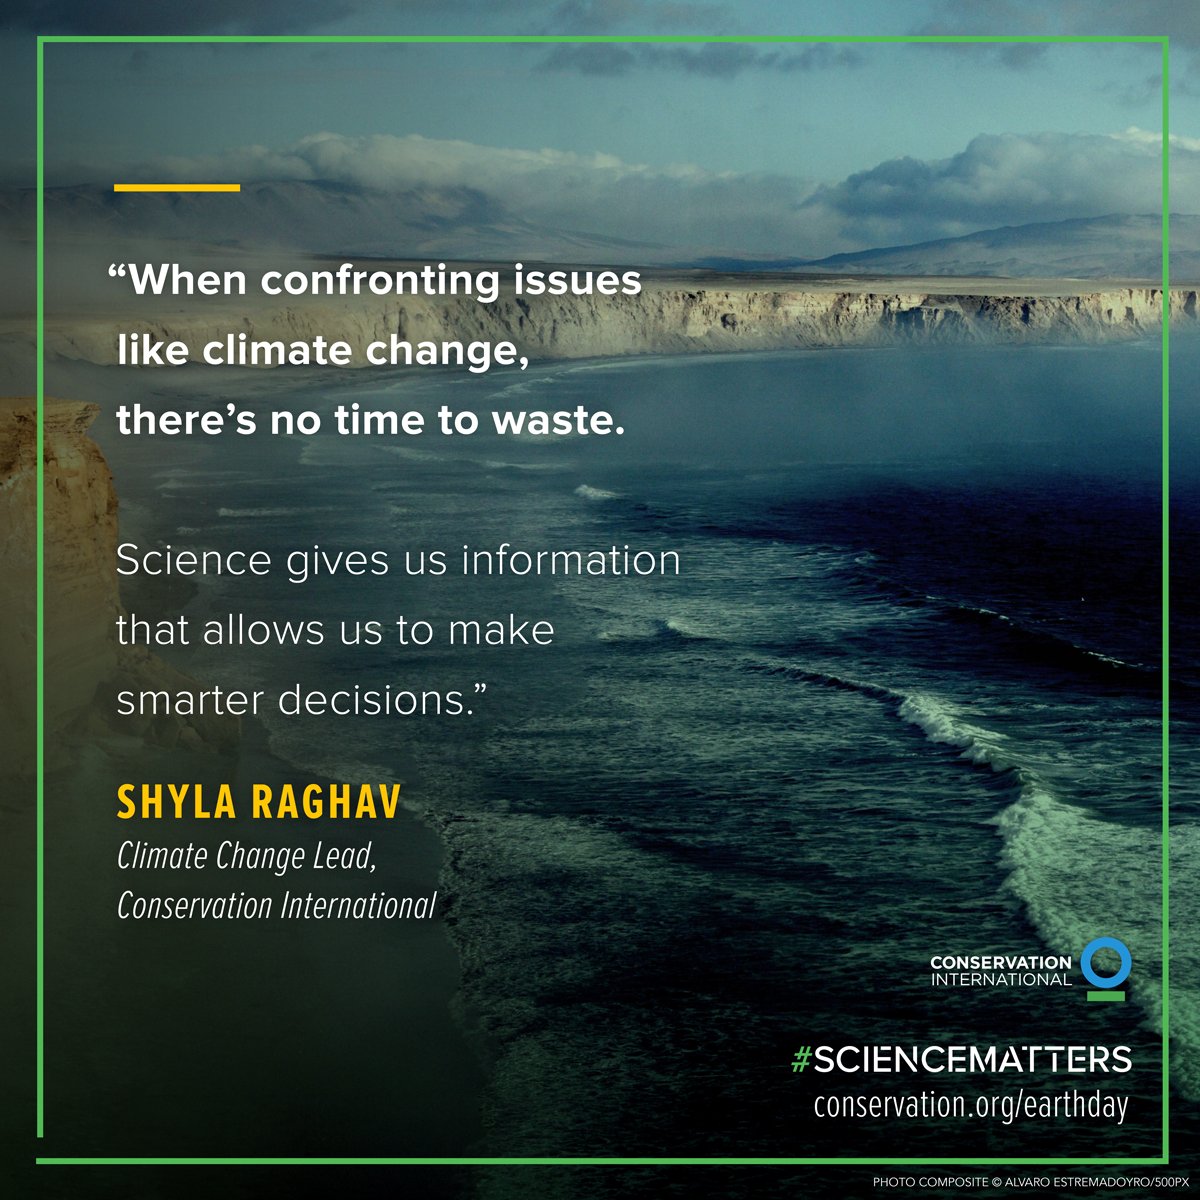 “When confronting issues
like climate change,
there’s no time to waste.
Science gives us information
that allows us to make
smarter decisions.”
SHYLA RAGHAV
Climate Change Lead,
Conservation International
CONSERVATION
INTERNATIONAL
#SCIENCEMATTERS
conservation.org/earthday
PHOTO COMPOSITE © ALVARO ESTREMADOYRO/500PX